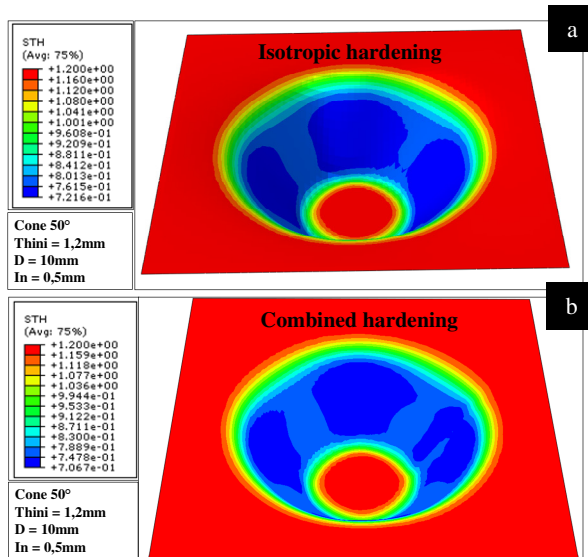 a
Isotropic hardening
STH
(Avg: 75%)
+1.200e+00
+1.160e+00
+1.120e+00
+1.080e+00
+1.041e+00
+1.001e+00
+9.608e-01
+9.209e-01
+8.811e-01
+8.412e-01
+8.013e-01
+7.615e-01
+7.216e-01
Cone 50°
Thini = 1,2mm
D = 10mm
In = 0,5mm
b
Combined hardening
STH
(Avg: 75%)
+1.200e+00
+1.159e+00
+1.118e+00
+1.077e+00
+1.036e+00
+9.944e-01
+9.533e-01
+9.122e-01
+8.711e-01
+8.300e-01
+7.889e-01
+7.478e-01
+7.067e-01
Cone 50°
Thini = 1,2mm
D = 10mm
In = 0,5mm